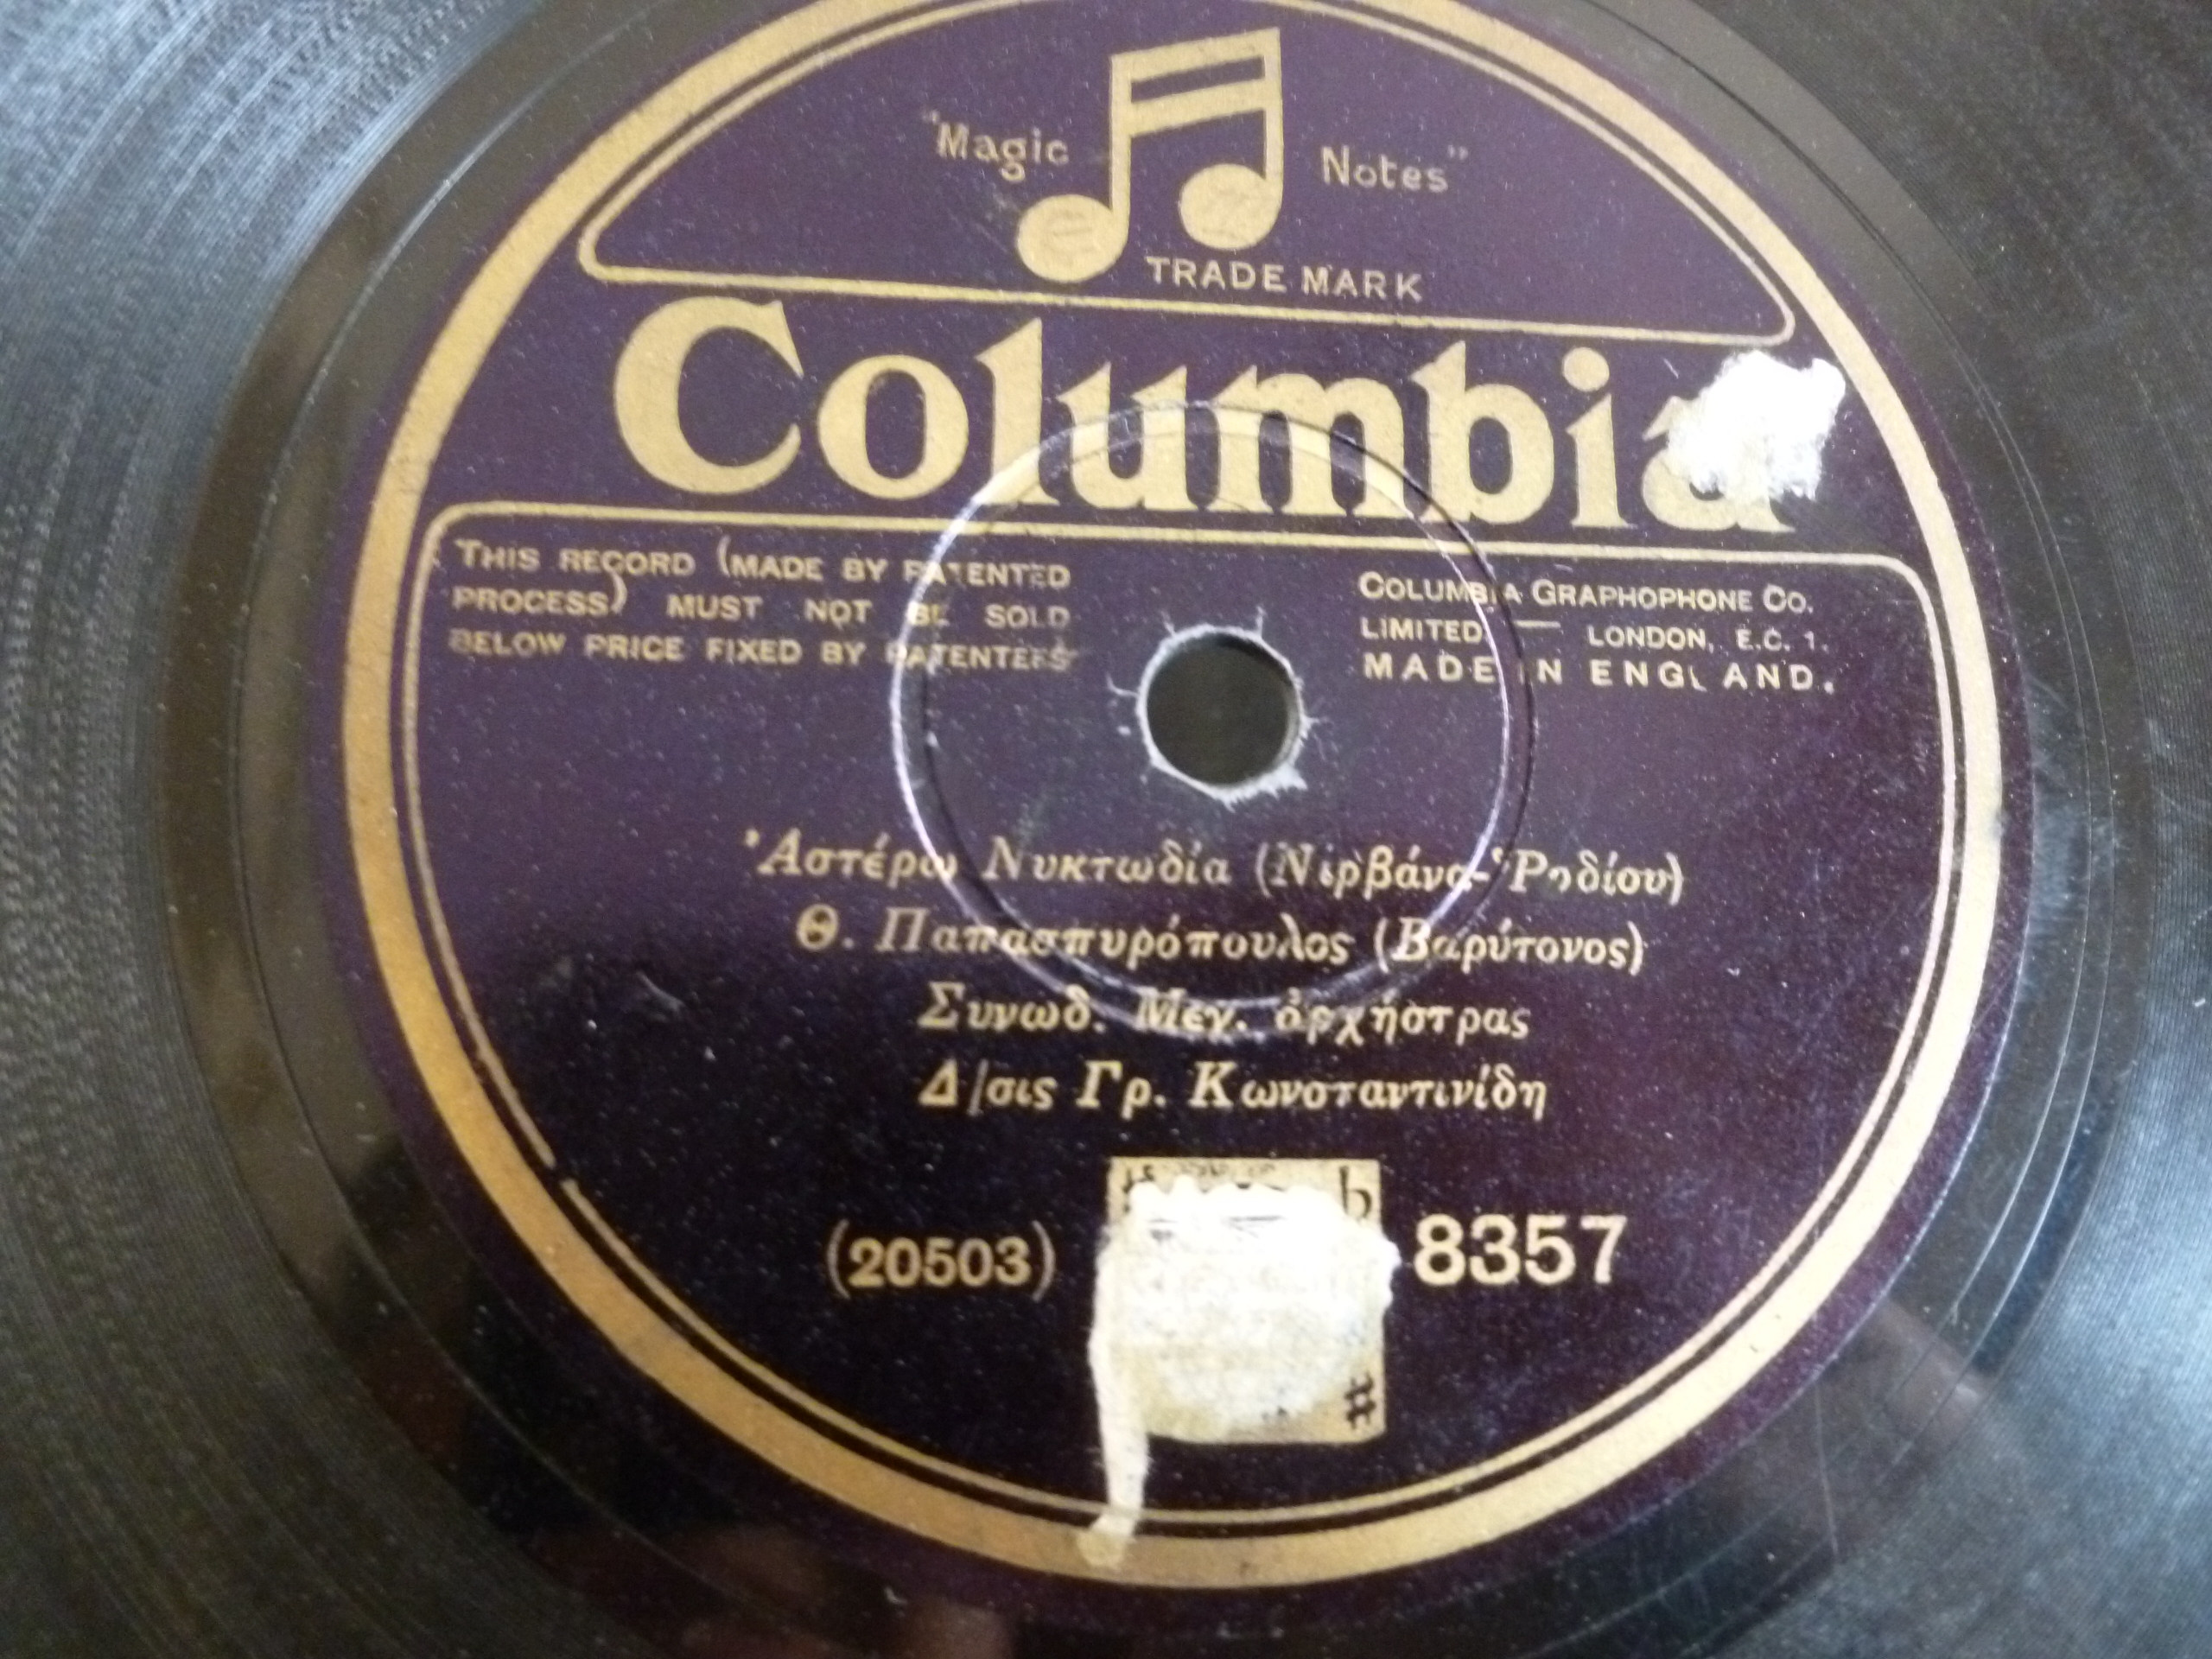 "Magic Notes"
TRADE MARK
Columbia
THIS RECORD (MADE BY PATENTED
PROCESS) MUST NOT BE SOLD
BELOW PRICE FIXED BY PATENTEES
COLUMBIA GRAPHOPHONE CO.
LIMITED. — LONDON, E.C. 1.
MADE IN ENGLAND.
Ἀστέρω Νυκτωδία (Νιρβάνα-Ῥοδίου)
Θ. Παπασπυρόπουλος (Βαρύτονος)
Συνωδ. Μεγ. ὀρχήστρας
Δ/σις Γρ. Κωνσταντινίδη
(20503)
8357